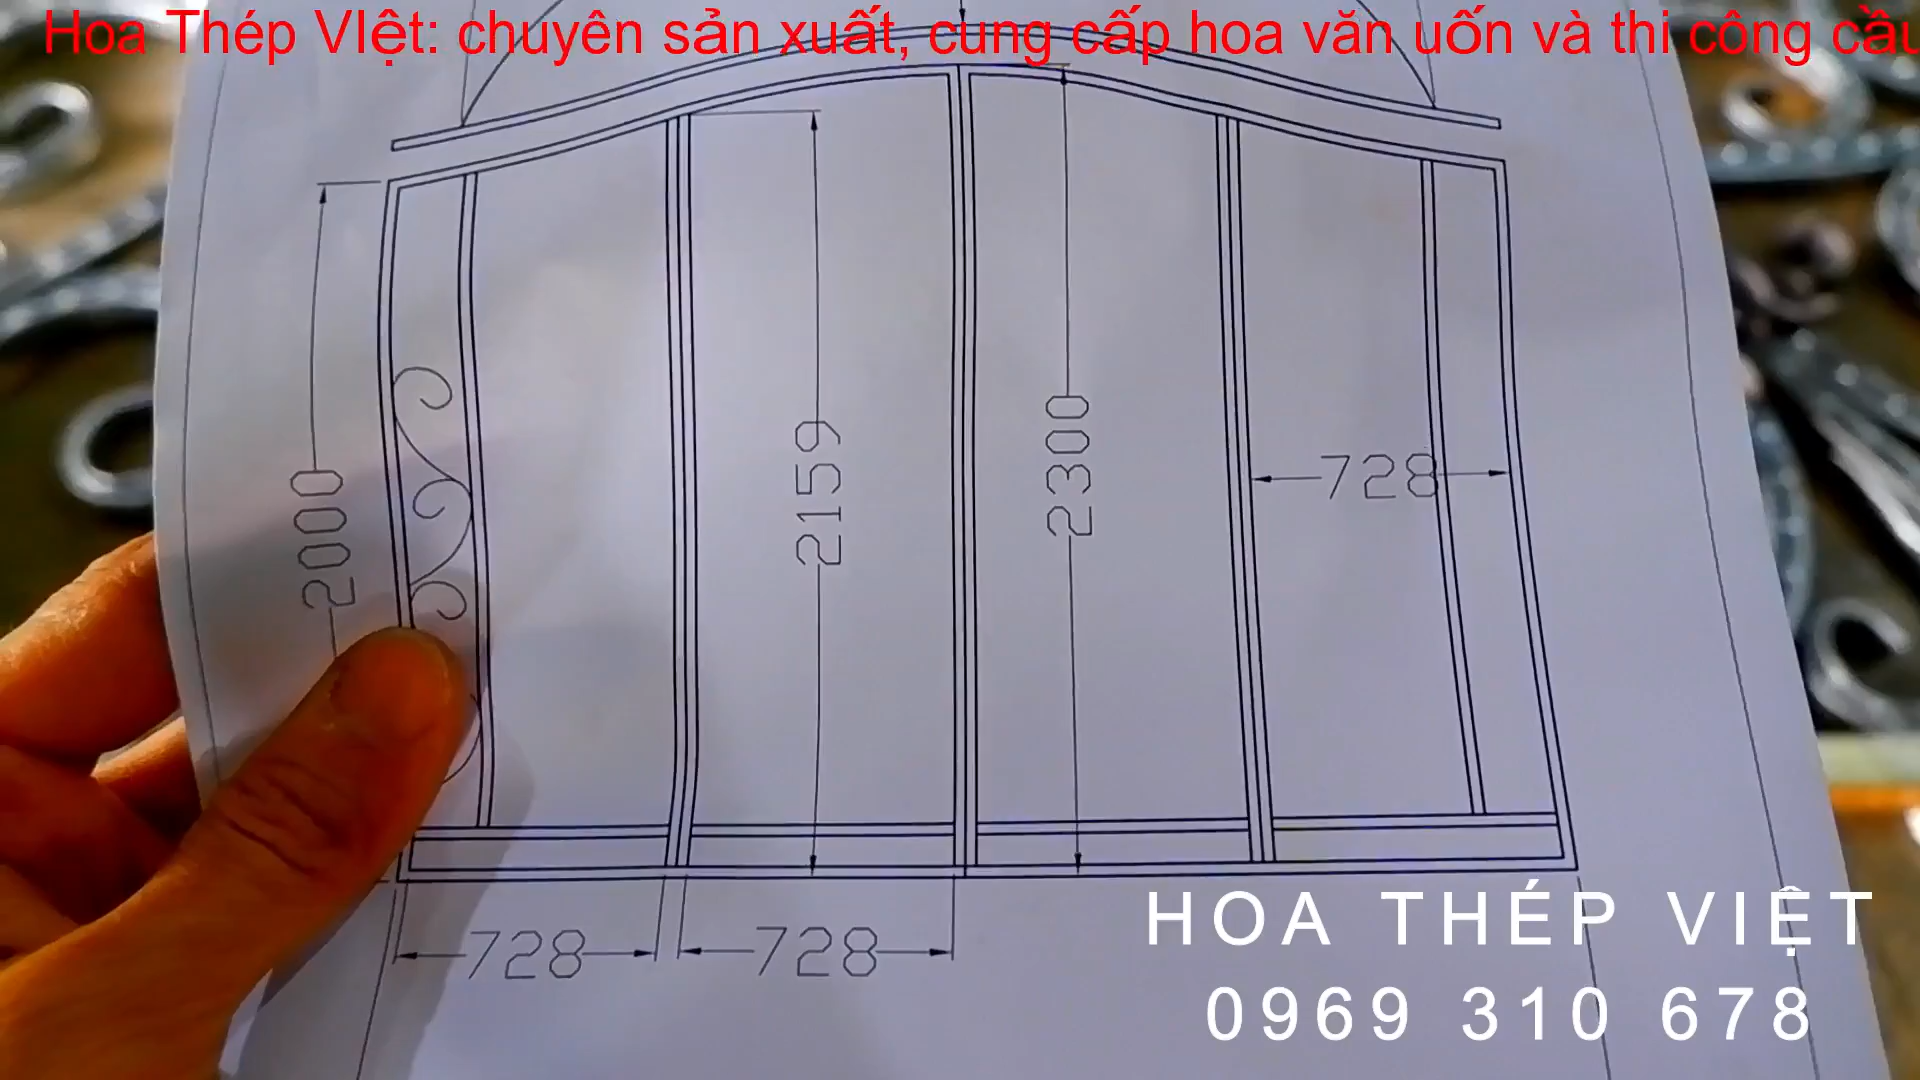 Hoa Thép VIệt: chuyên sản xuất, cung cấp hoa văn uốn và thi công cầu
2000
2159
2300
728
728
728
HOA THÉP VIỆT
0969 310 678